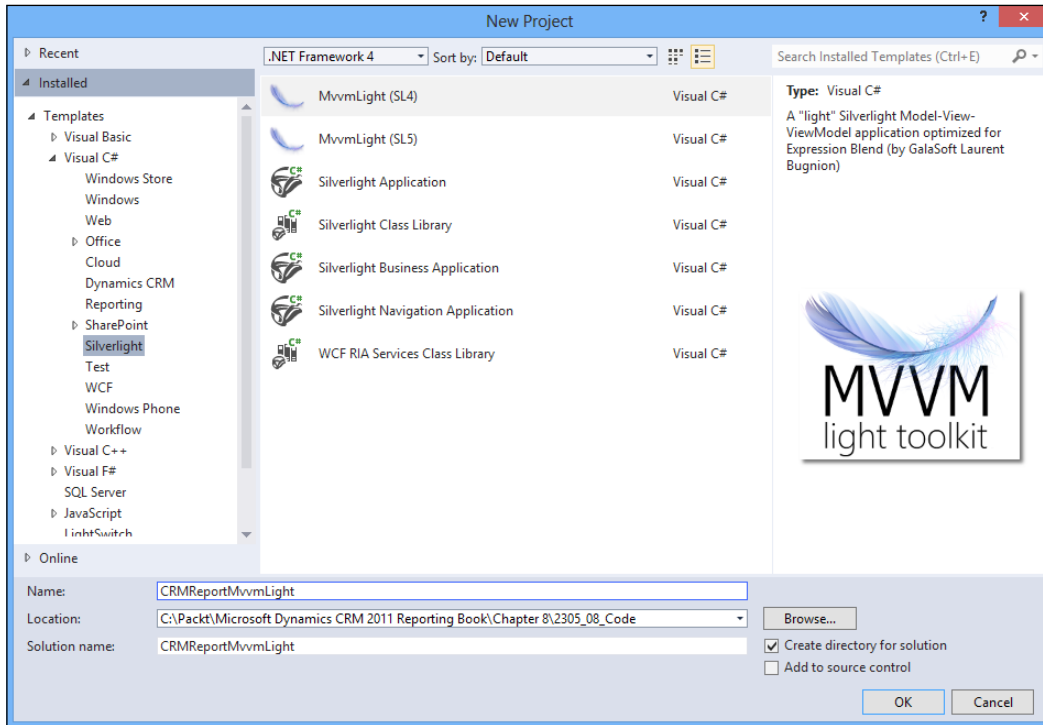 New Project
?
×
Recent
.NET Framework 4
Sort by:
Default
Search Installed Templates (Ctrl+E)
Installed
Templates
Visual Basic
Visual C#
Windows Store
Windows
Web
Office
Cloud
Dynamics CRM
Reporting
SharePoint
Silverlight
Test
WCF
Windows Phone
Workflow
Visual C++
Visual F#
SQL Server
JavaScript
LightSwitch
Online
MvvmLight (SL4) Visual C#
MvvmLight (SL5) Visual C#
C#
Silverlight Application Visual C#
C#
Silverlight Class Library Visual C#
C#
Silverlight Business Application Visual C#
C#
Silverlight Navigation Application Visual C#
C#
WCF RIA Services Class Library Visual C#
Type: Visual C#
A "light" Silverlight Model-View-
ViewModel application optimized for
Expression Blend (by GalaSoft Laurent
Bugnion)
MVVM
light toolkit
Name: CRMReportMvvmLight
Location: C:\Packt\Microsoft Dynamics CRM 2011 Reporting Book\Chapter 8\2305_08_Code
Browse...
Solution name: CRMReportMvvmLight
Create directory for solution
Add to source control
OK
Cancel